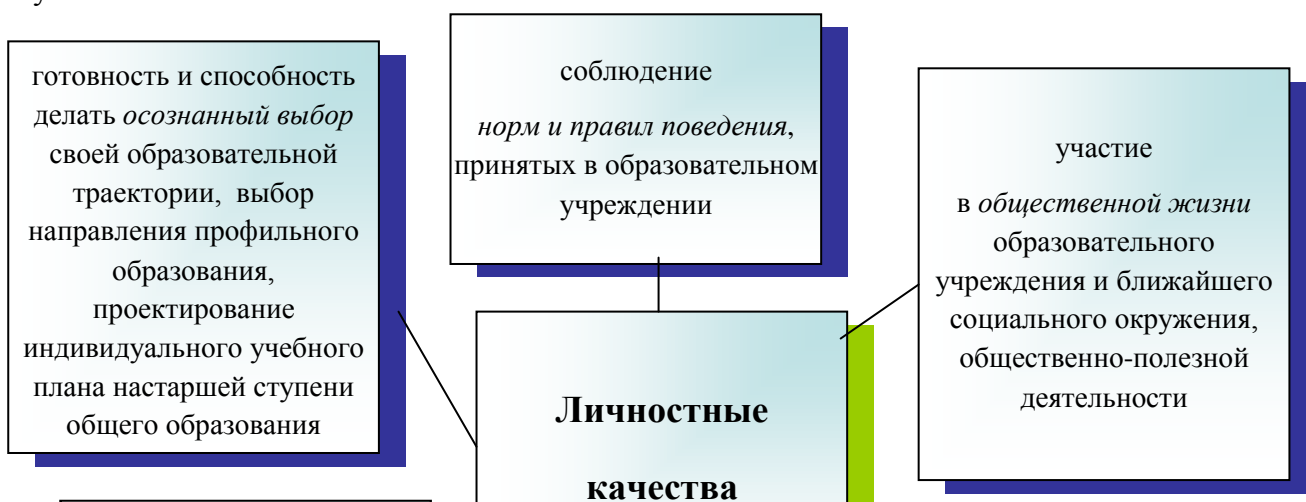 готовность и способность
делать осознанный выбор
своей образовательной
траектории, выбор
направления профильного
образования,
проектирование
индивидуального учебного
плана настаршей ступени
общего образования
соблюдение
норм и правил поведения,
принятых в образовательном
учреждении
участие
в общественной жизни
образовательного
учреждения и ближайшего
социального окружения,
общественно-полезной
деятельности
Личностные
качества